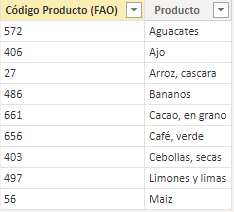 Código Producto (FAO) Producto
572 Aguacates
406 Ajo
27 Arroz, cascara
486 Bananos
661 Cacao, en grano
656 Café, verde
403 Cebollas, secas
497 Limones y limas
56 Maiz